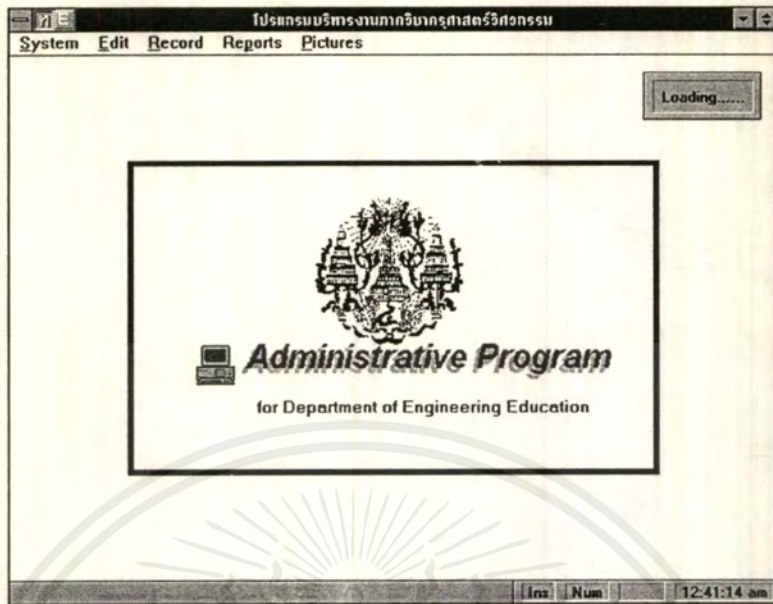 โปรแกรมบริหารงานภาควิชาครุศาสตร์วิศวกรรม
System Edit Record Reports Pictures
Loading......
Administrative Program
for Department of Engineering Education
Ins Num 12:41:14 am